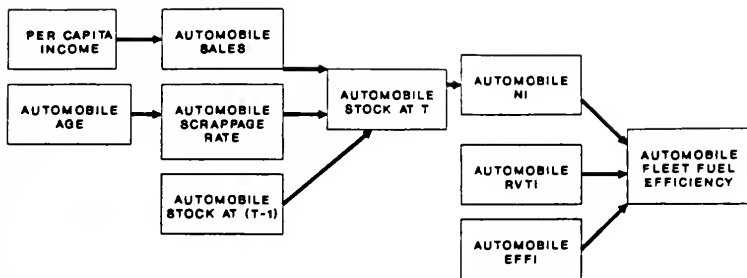 PER CAPITA
INCOME
AUTOMOBILE
SALES
AUTOMOBILE
AGE
AUTOMOBILE
SCRAPPAGE
RATE
AUTOMOBILE
STOCK AT (T-1)
AUTOMOBILE
STOCK AT T
AUTOMOBILE
NI
AUTOMOBILE
RVTI
AUTOMOBILE
EFFI
AUTOMOBILE
FLEET FUEL
EFFICIENCY